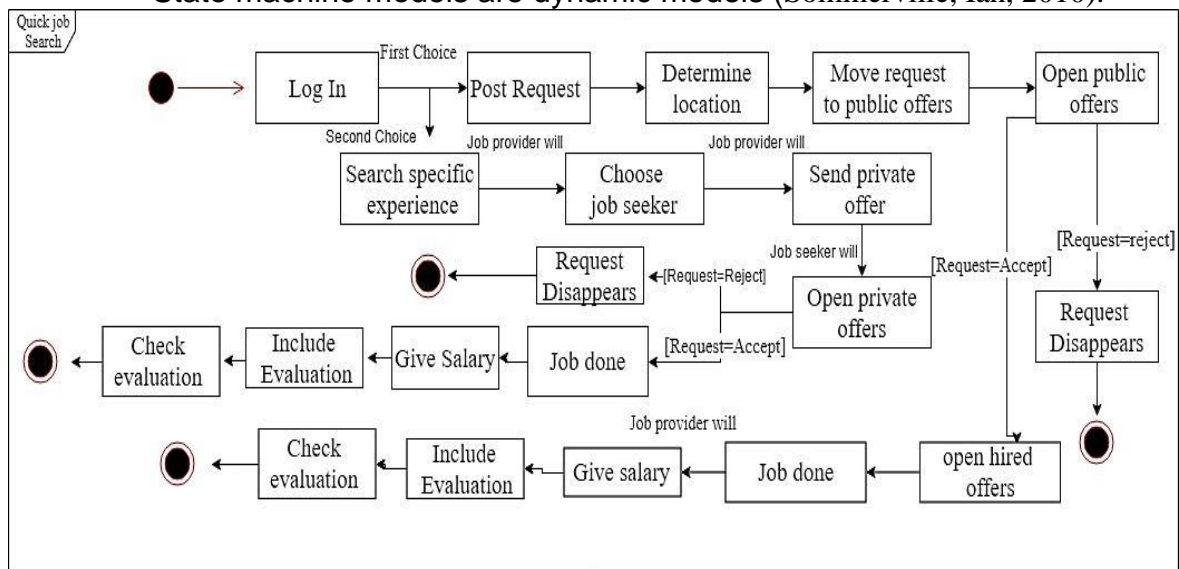 State machine models are dynamic models (Sommerville, Ian, 2016).
Quick job
Search
First Choice
Log In
Post Request
Determine
location
Move request
to public offers
Open public
offers
Second Choice
Job provider will
Job provider will
Search specific
experience
Choose
job seeker
Send private
offer
[Request=reject]
Job seeker will
[Request=Accept]
Request
Disappears
[Request=Reject]
Open private
offers
Request
Disappears
Check
evaluation
Include
Evaluation
Give Salary
Job done
[Request=Accept]
Job provider will
Check
evaluation
Include
Evaluation
Give salary
Job done
open hired
offers